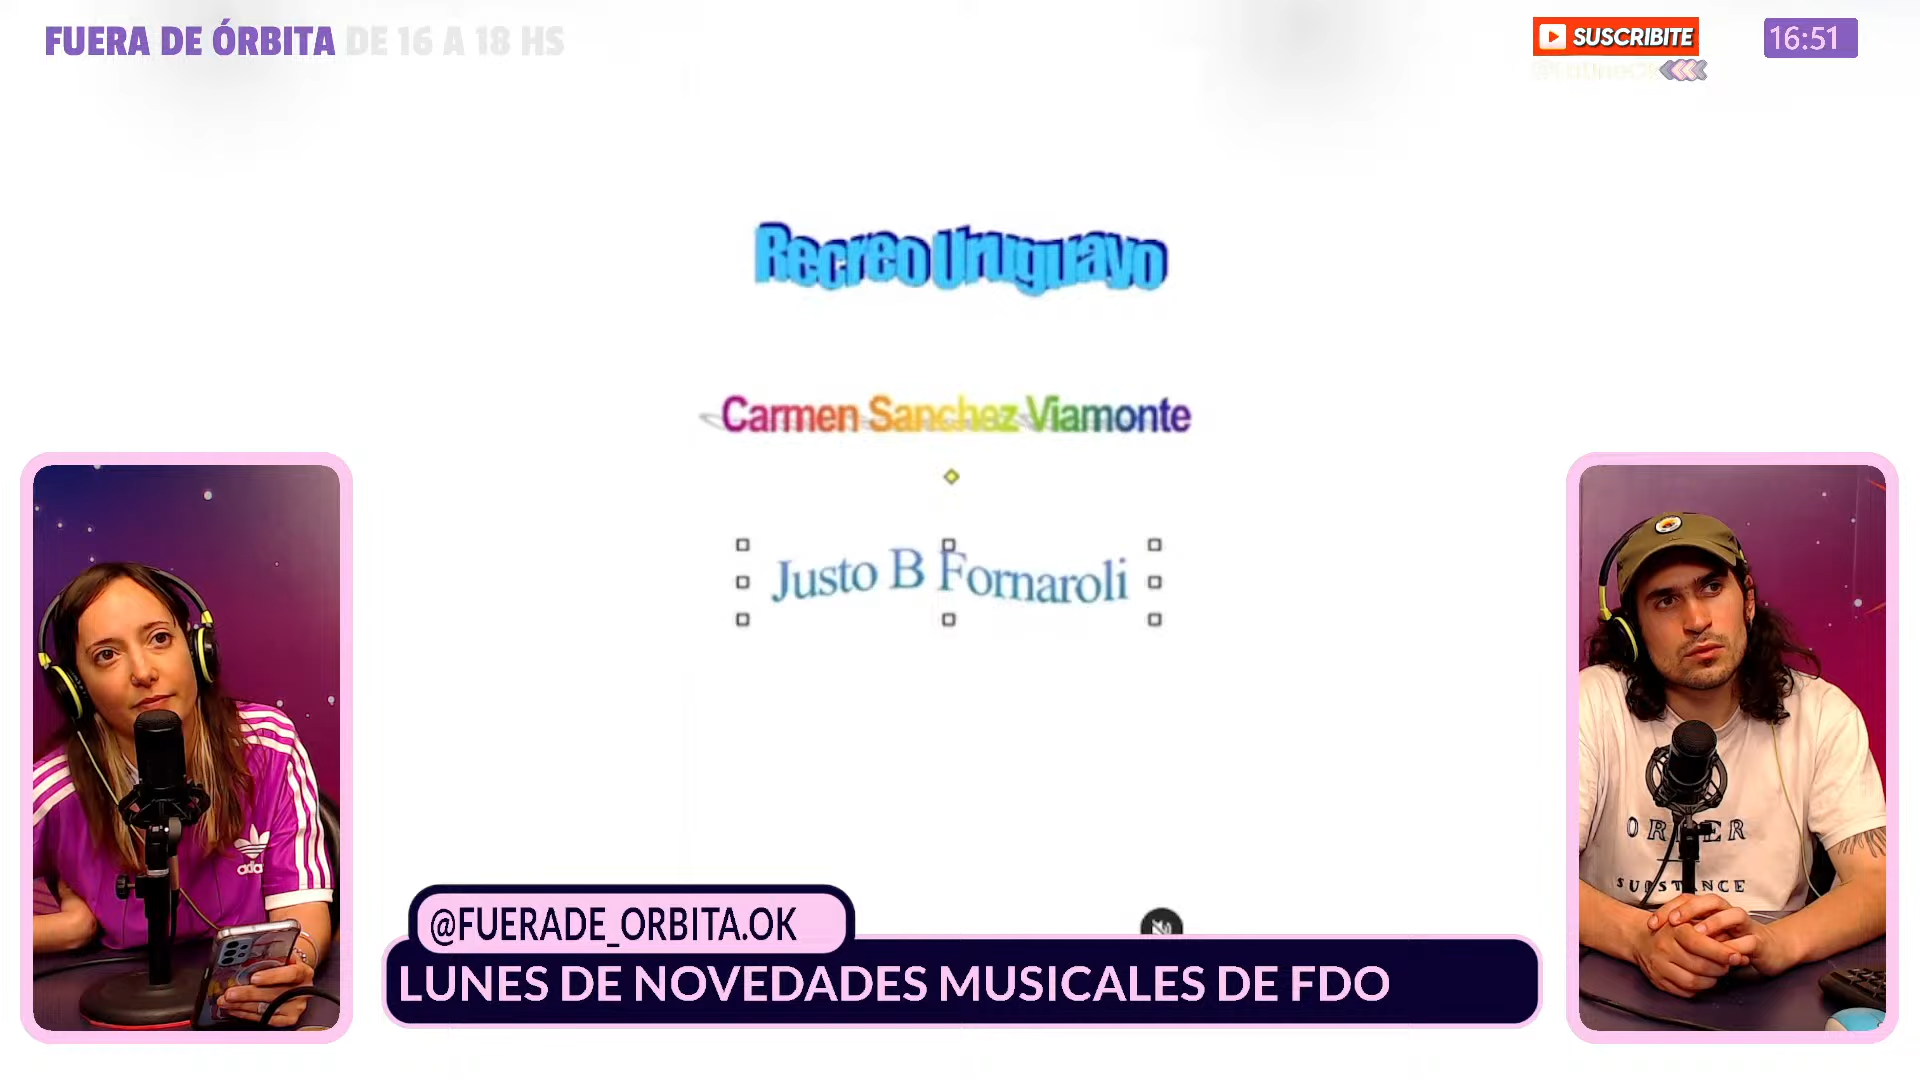 FUERA DE ÓRBITA DE 16 A 18 HS
SUSCRIBITE
16:51
Recreo Uruguayo
Carmen Sanchez Viamonte
Justo B Fornaroli
SUBSTANCE
@FUERADE_ORBITA.OK
LUNES DE NOVEDADES MUSICALES DE FDO